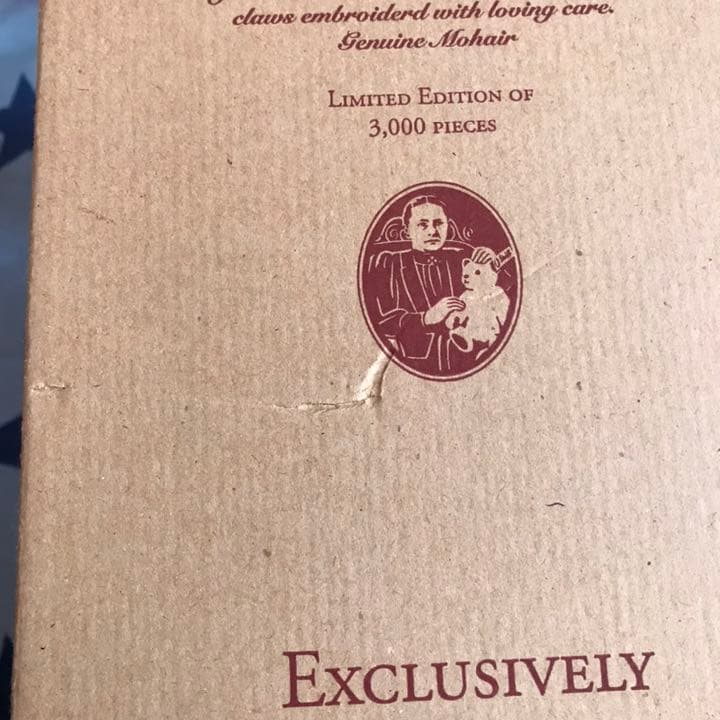 claws embroiderd with loving care.
Genuine Mohair
LIMITED EDITION OF
3,000 PIECES
EXCLUSIVELY